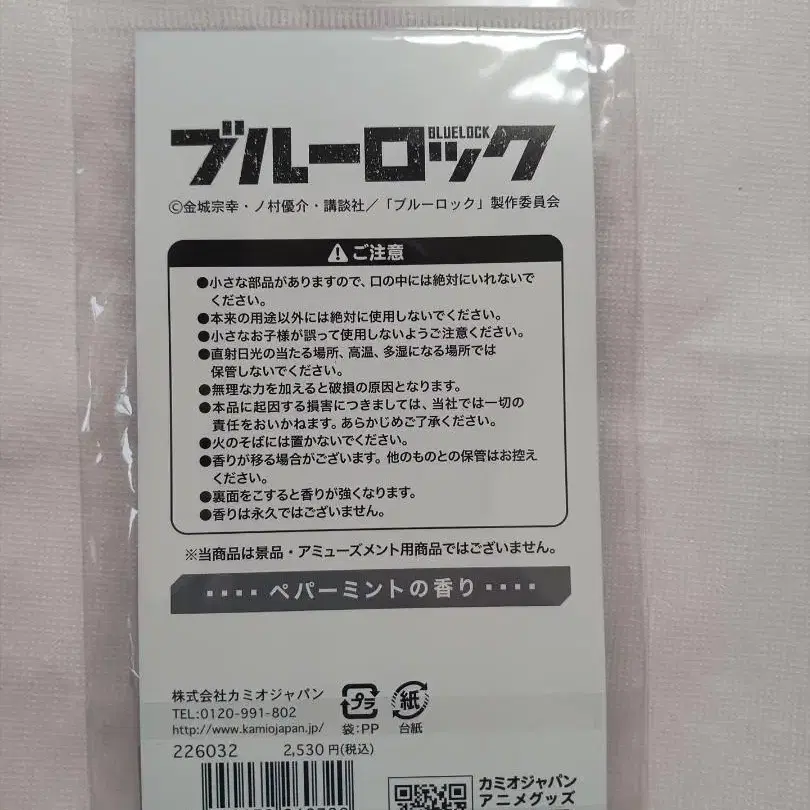 ブルーロック
BLUELOCK
©金城宗幸・ノ村優介・講談社／「ブルーロック」製作委員会
ご注意
●小さな部品がありますので、口の中には絶対にいれないで
ください。
●本来の用途以外には絶対に使用しないでください。
●小さなお子様が誤って使用しないようご注意ください。
●直射日光の当たる場所、高温、多湿になる場所では
保管しないでください。
●無理な力を加えると破損の原因となります。
●本品に起因する損害につきましては、当社では一切の
責任をおいかねます。あらかじめご了承ください。
●火のそばには置かないでください。
●香りが移る場合がございます。他のものとの保管はお控え
ください。
●裏面をこすると香りが強くなります。
●香りは永久ではございません。
※当商品は景品・アミューズメント用商品ではございません。
ペパーミントの香り
株式会社カミオジャパン
TEL:0120-991-802
http://www.kamiojapan.jp/
プラ
袋:PP
紙
台紙
226032 2,530円(税込)
カミオジャパン
アニメグッズ